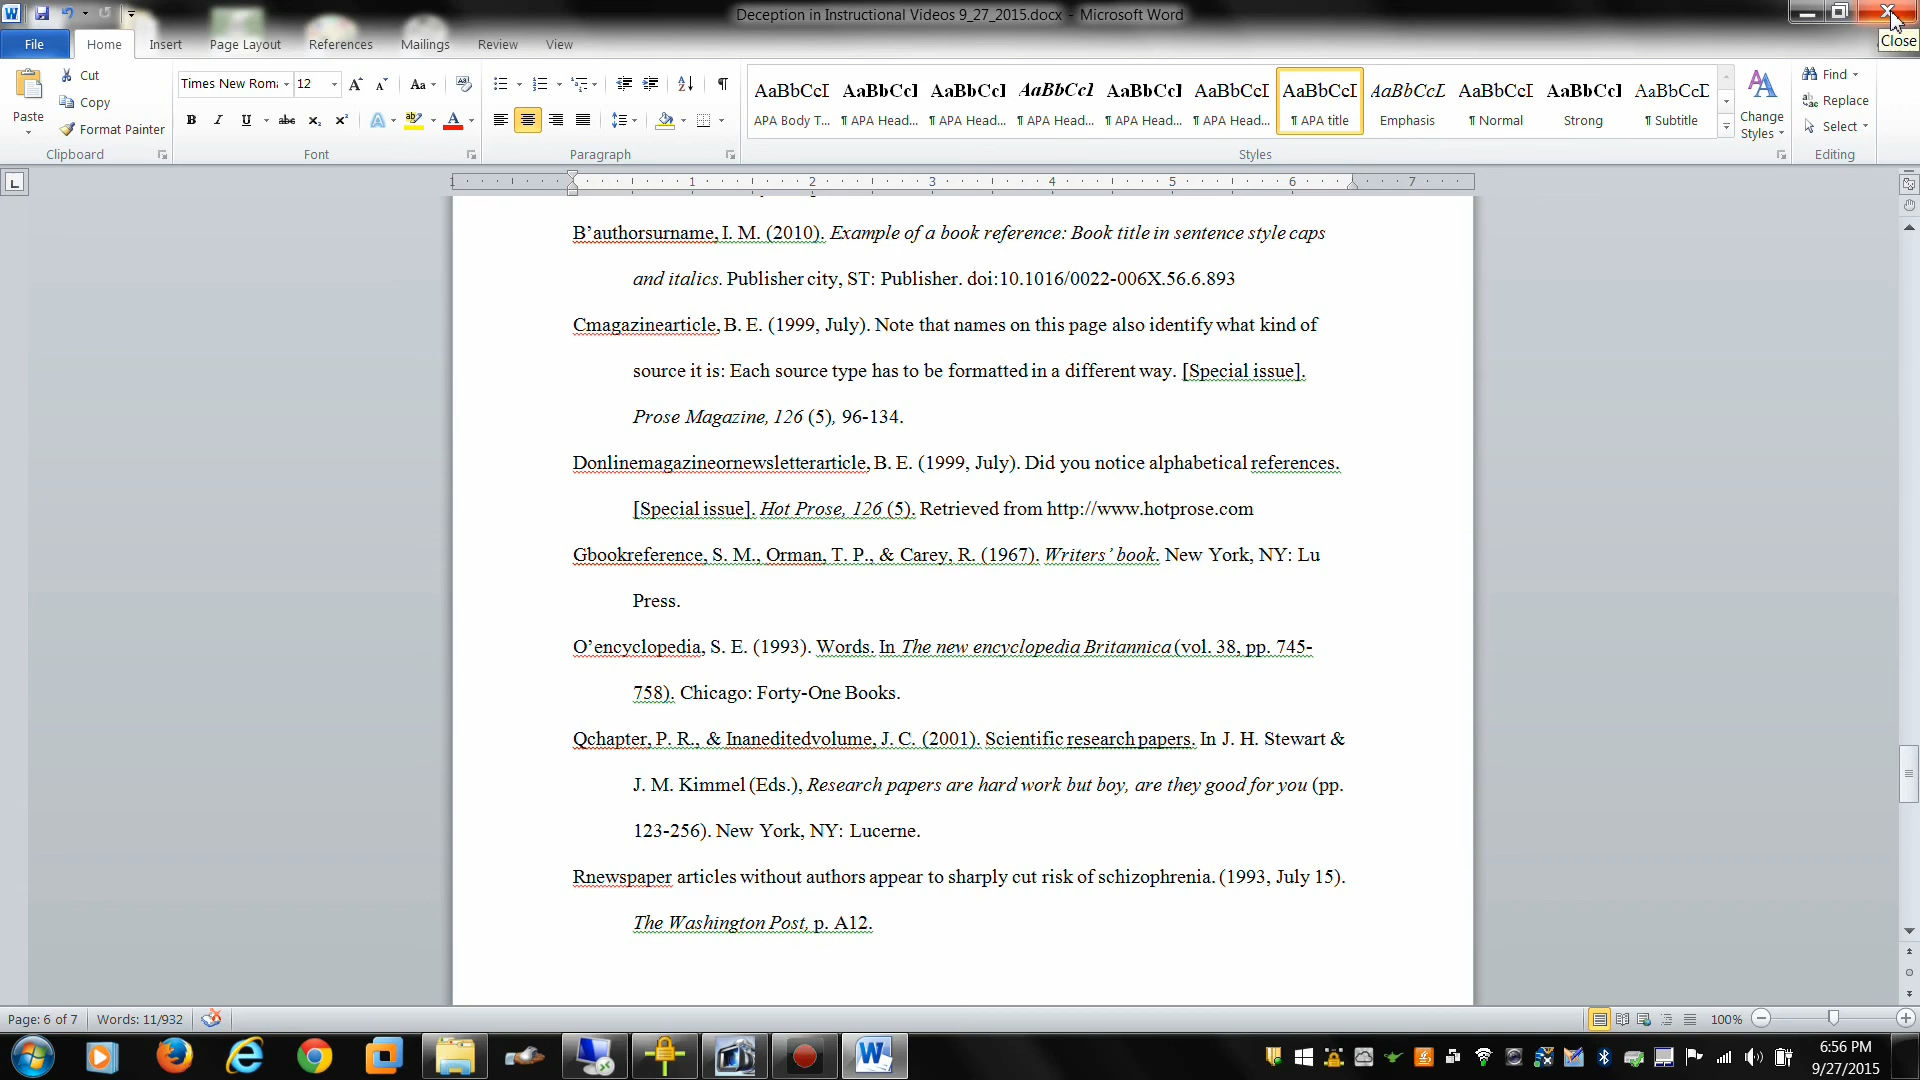 Deception in Instructional Videos 9_27_2015.docx - Microsoft Word
Close
File Home Insert Page Layout References Mailings Review View
Paste
Cut
Copy
Format Painter
Clipboard
Times New Roma 12
Font
Paragraph
AaBbCcI AaBbCcI AaBbCcI AaBbCcI AaBbCcI AaBbCcI AaBbCcI AaBbCcL AaBbCcI AaBbCcI AaBbCcD
APA Body T... ¶ APA Head... ¶ APA Head... ¶ APA Head... ¶ APA Head... ¶ APA Head... ¶ APA title Emphasis ¶ Normal Strong ¶ Subtitle
Styles
Change Styles
Find
Replace
Select
Editing
1 1 2 3 4 5 6 7
B’authorsurname, I. M. (2010). Example of a book reference: Book title in sentence style caps
and italics. Publisher city, ST: Publisher. doi:10.1016/0022-006X.56.6.893
Cmagazinearticle, B. E. (1999, July). Note that names on this page also identify what kind of
source it is: Each source type has to be formatted in a different way. [Special issue].
Prose Magazine, 126 (5), 96-134.
Donlinemagazineornewsletterarticle, B. E. (1999, July). Did you notice alphabetical references.
[Special issue]. Hot Prose, 126 (5). Retrieved from http://www.hotprose.com
Gbookreference, S. M., Orman, T. P., & Carey, R. (1967). Writers’ book. New York, NY: Lu
Press.
O’encyclopedia, S. E. (1993). Words. In The new encyclopedia Britannica (vol. 38, pp. 745-
758). Chicago: Forty-One Books.
Qchapter, P. R., & Inaneditedvolume, J. C. (2001). Scientific research papers. In J. H. Stewart &
J. M. Kimmel (Eds.), Research papers are hard work but boy, are they good for you (pp.
123-256). New York, NY: Lucerne.
Rnewspaper articles without authors appear to sharply cut risk of schizophrenia. (1993, July 15).
The Washington Post, p. A12.
Page: 6 of 7 Words: 11/932 100%
6:56 PM
9/27/2015